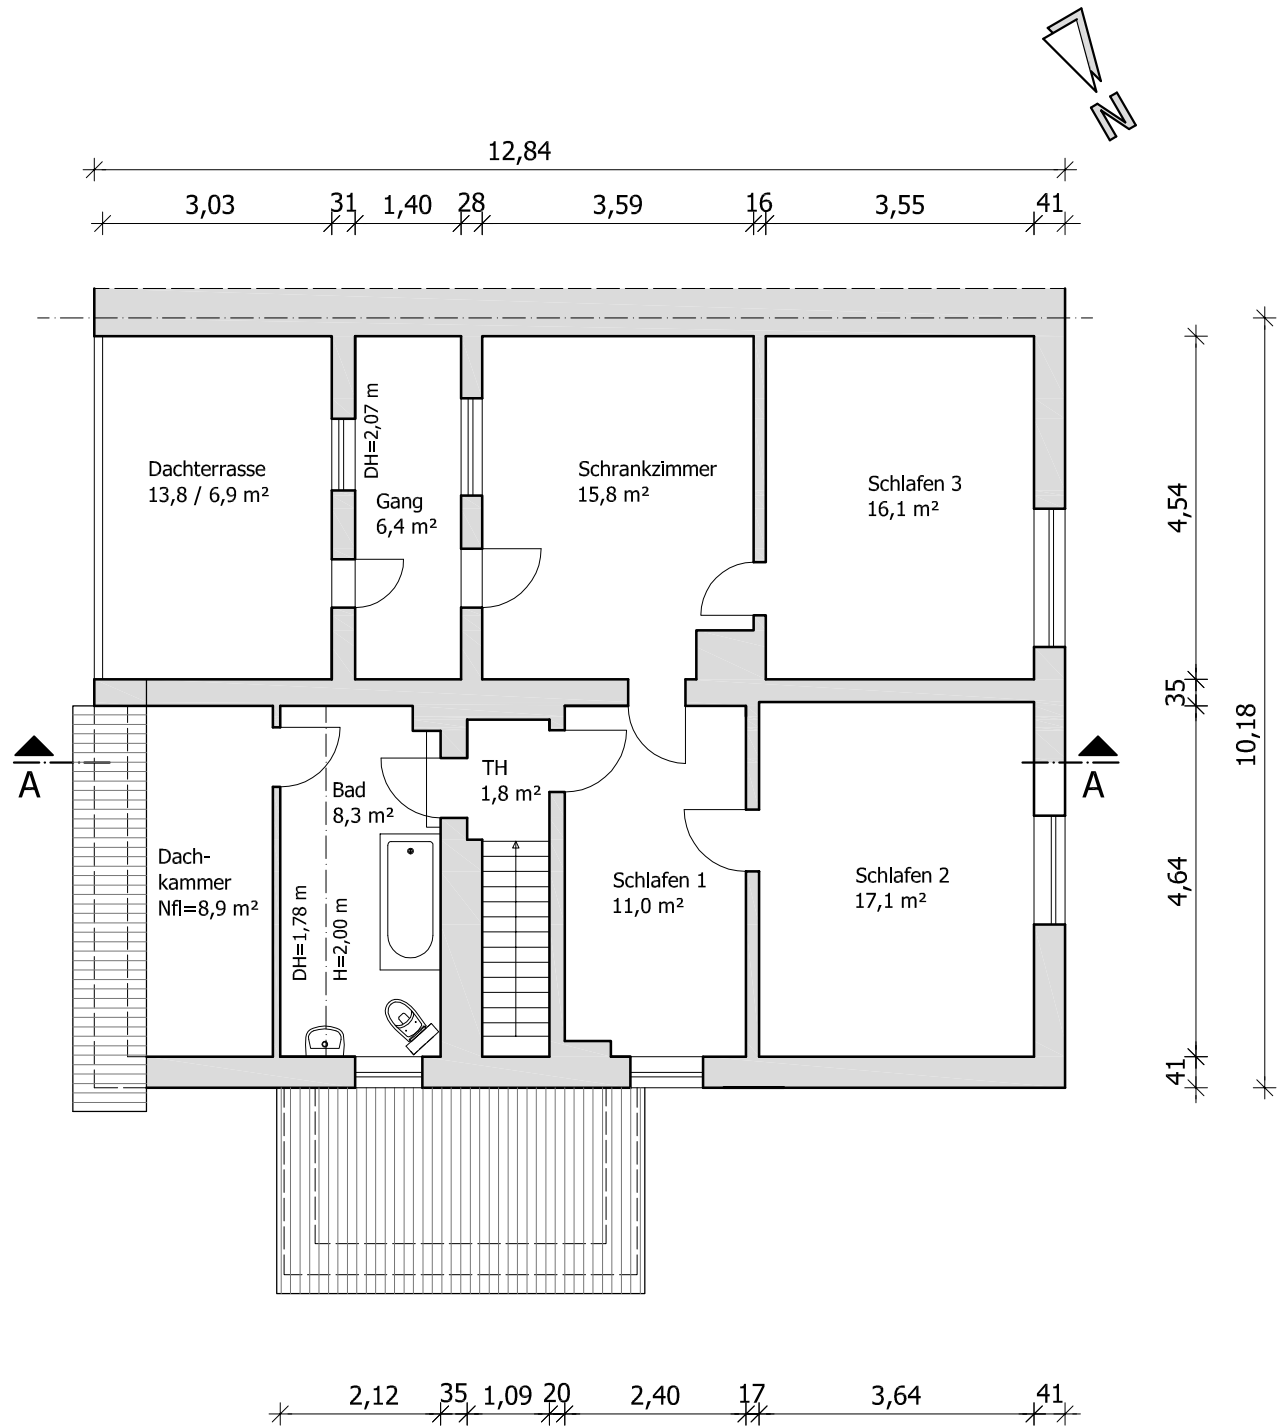 N
12,84
3,03 31 1,40 28 3,59 16 3,55 41
Dachterrasse
13,8 / 6,9 m²
DH=2,07 m
Gang
6,4 m²
Schrankzimmer
15,8 m²
Schlafen 3
16,1 m²
4,54
35
10,18
4,64
41
A
A
TH
1,8 m²
Bad
8,3 m²
Dach-
kammer
Nfl=8,9 m²
DH=1,78 m
H=2,00 m
Schlafen 1
11,0 m²
Schlafen 2
17,1 m²
2,12 35 1,09 20 2,40 17 3,64 41